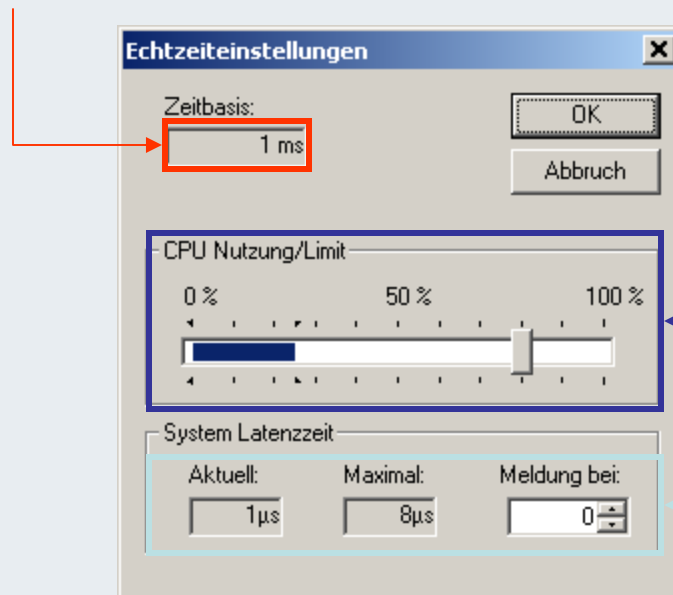 Echtzeiteinstellungen
Zeitbasis:
1 ms
OK
Abbruch
CPU Nutzung/Limit
0 % 50 % 100 %
System Latenzzeit
Aktuell: Maximal: Meldung bei:
1µs 8µs 0